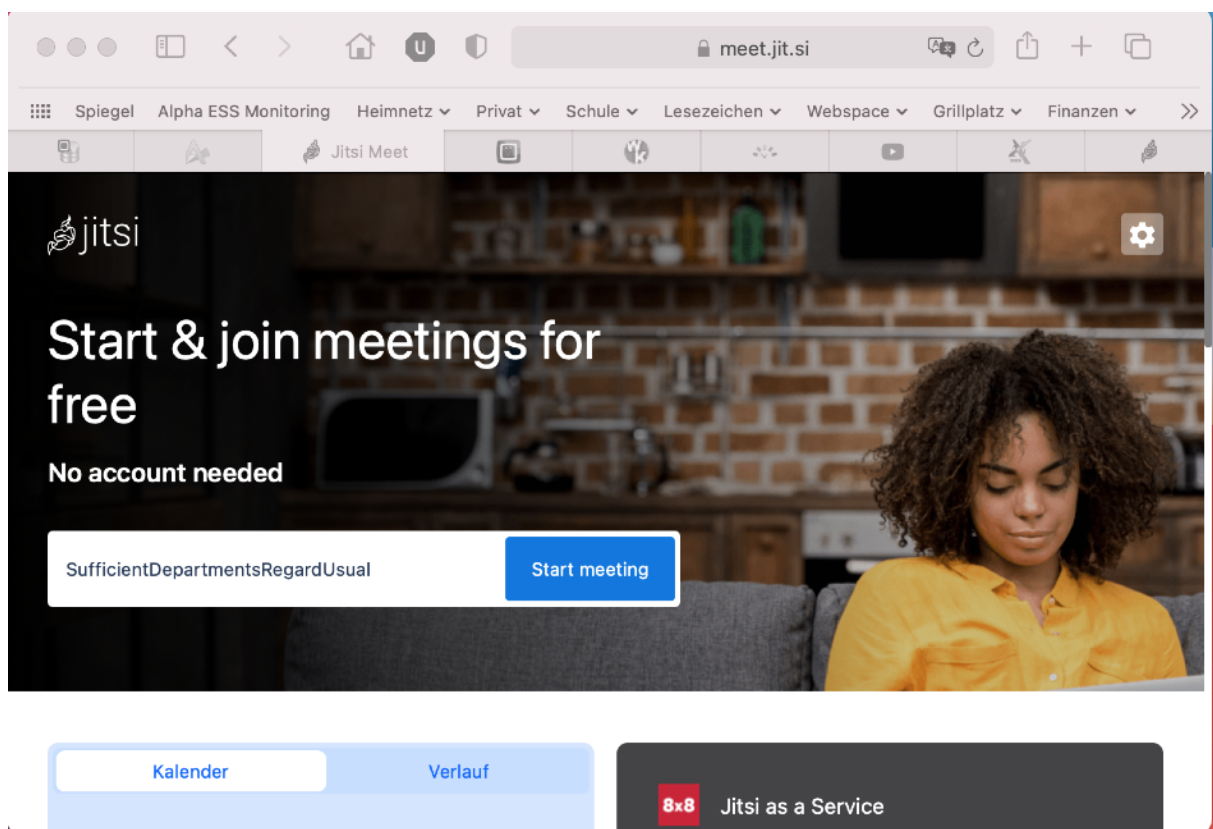 meet.jit.si
Spiegel Alpha ESS Monitoring Heimnetz Privat Schule Lesezeichen Webspace Grillplatz Finanzen
Jitsi Meet
jitsi
Start & join meetings for
free
No account needed
SufficientDepartmentsRegardUsual Start meeting
Kalender Verlauf
8x8 Jitsi as a Service